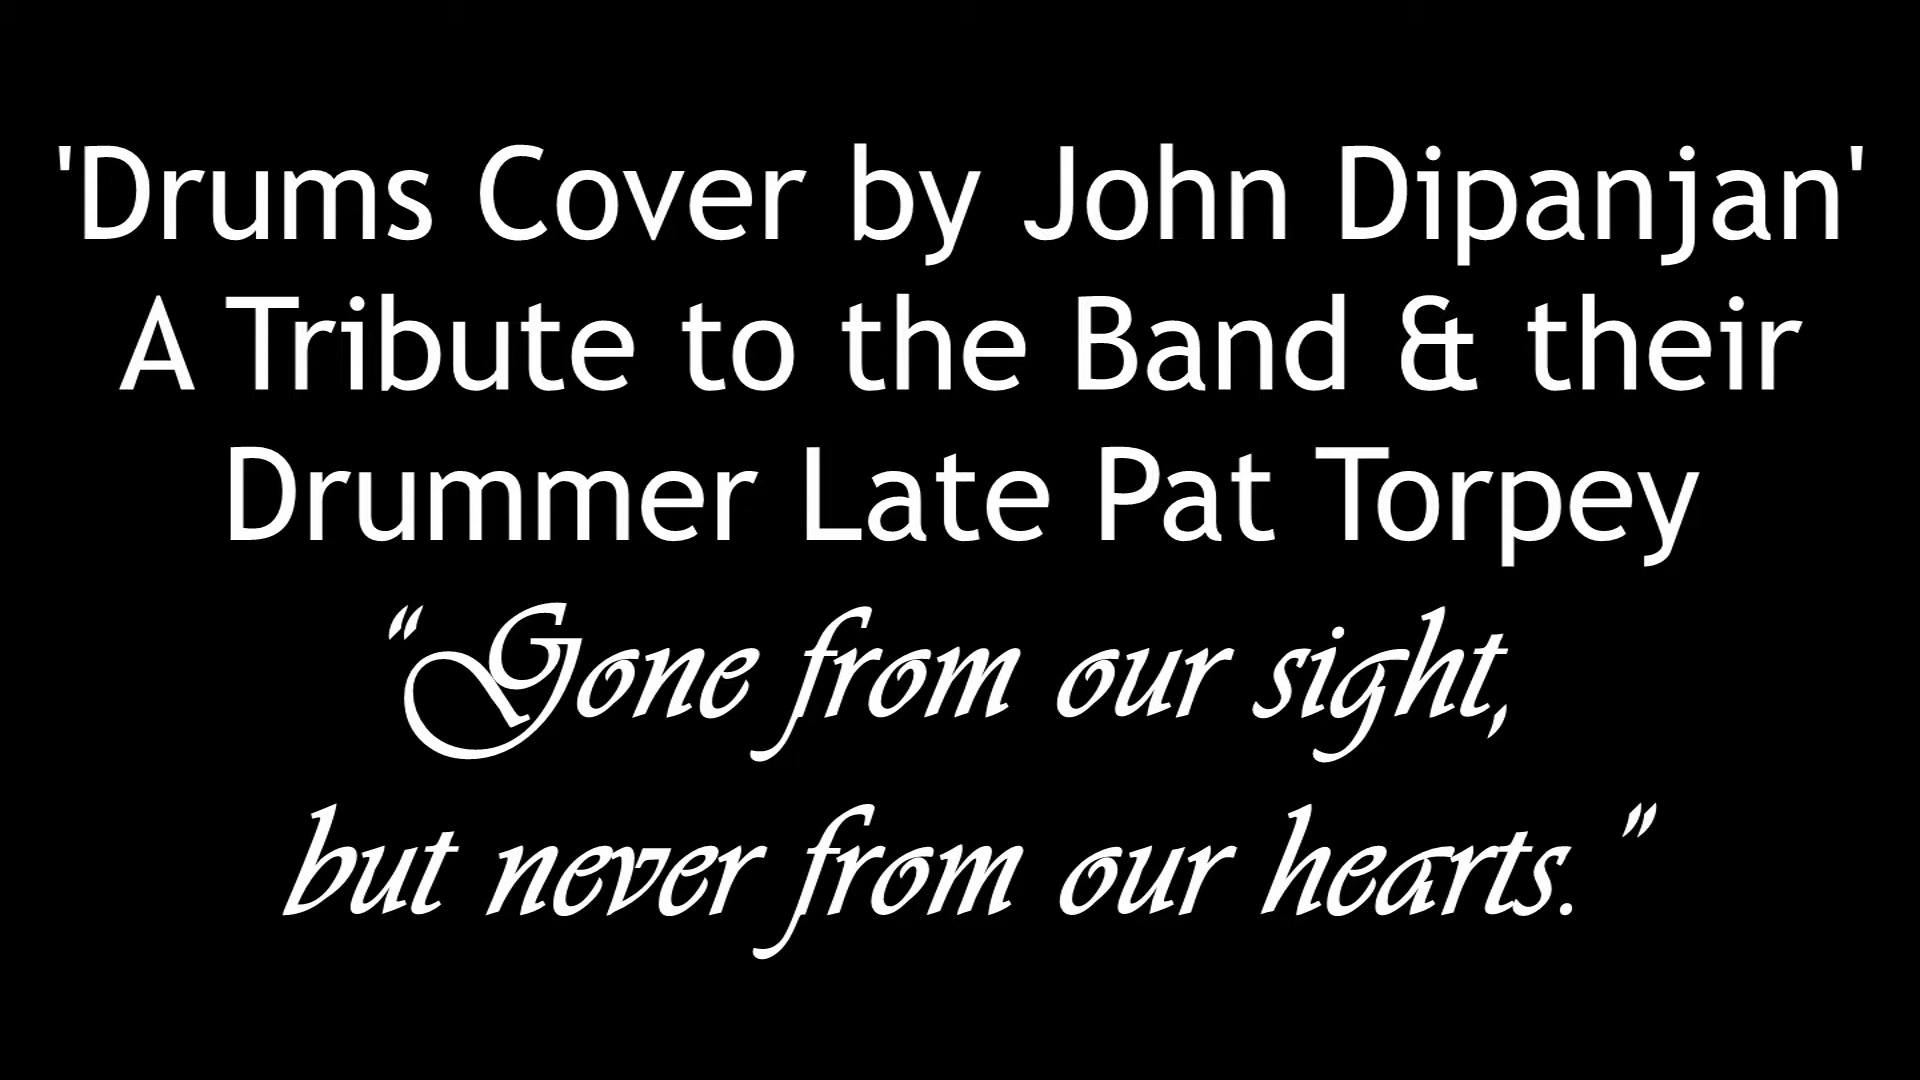 'Drums Cover by John Dipanjan'
A Tribute to the Band & their
Drummer Late Pat Torpey
“Gone from our sight,
but never from our hearts.”